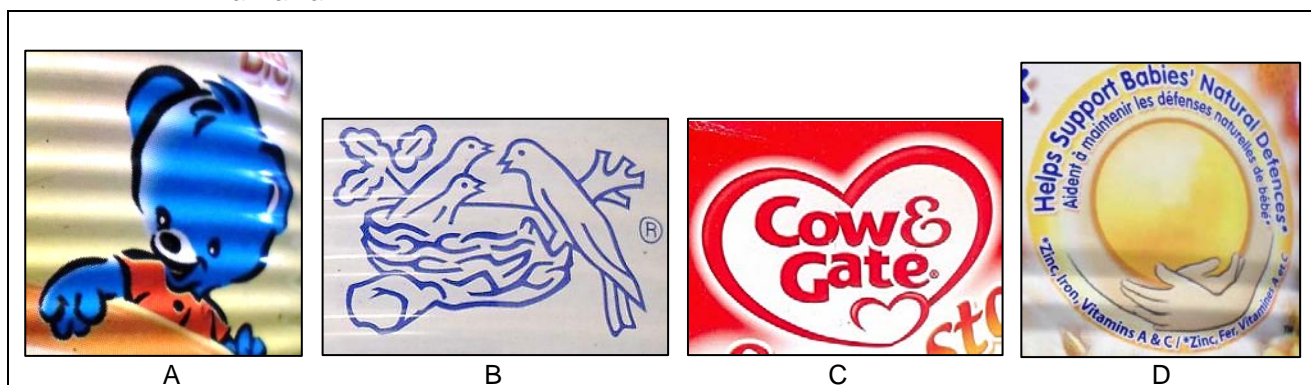 ®
Cow &
Gate®
Helps Support Babies' Natural Defences*
Aident à maintenir les défenses naturelles de bébé*
*Zinc, Iron, Vitamins A & C / *Zinc, Fer, Vitamines A et C
A
B
C
D